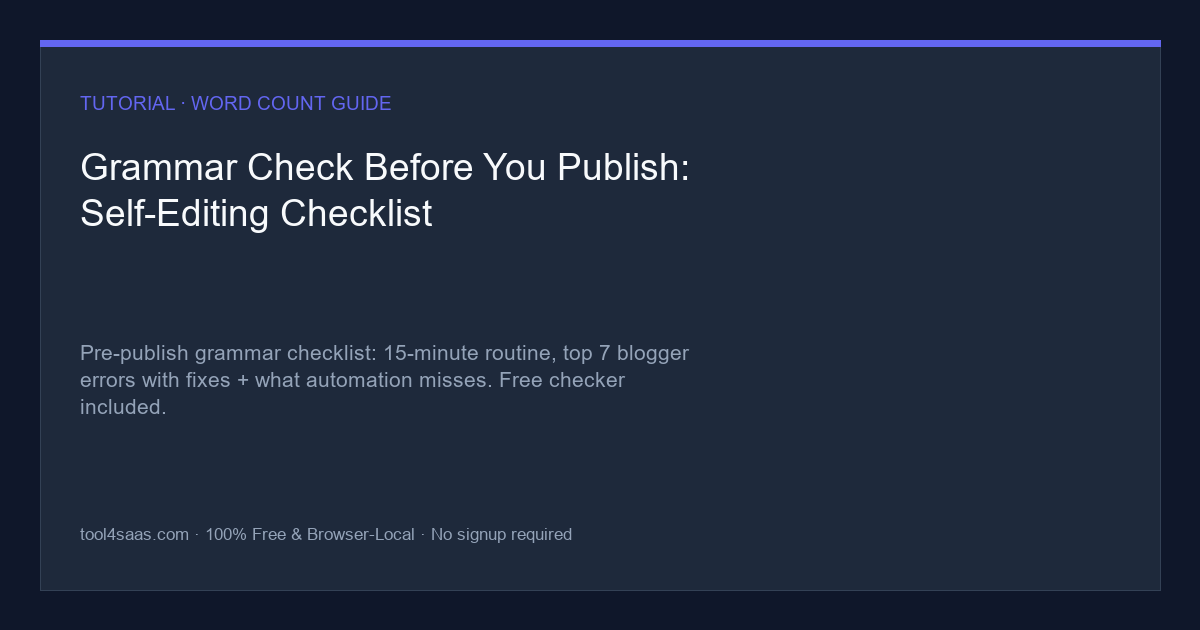 TUTORIAL · WORD COUNT GUIDE
Grammar Check Before You Publish:
Self-Editing Checklist
Pre-publish grammar checklist: 15-minute routine, top 7 blogger
errors with fixes + what automation misses. Free checker
included.
tool4saas.com · 100% Free & Browser-Local · No signup required